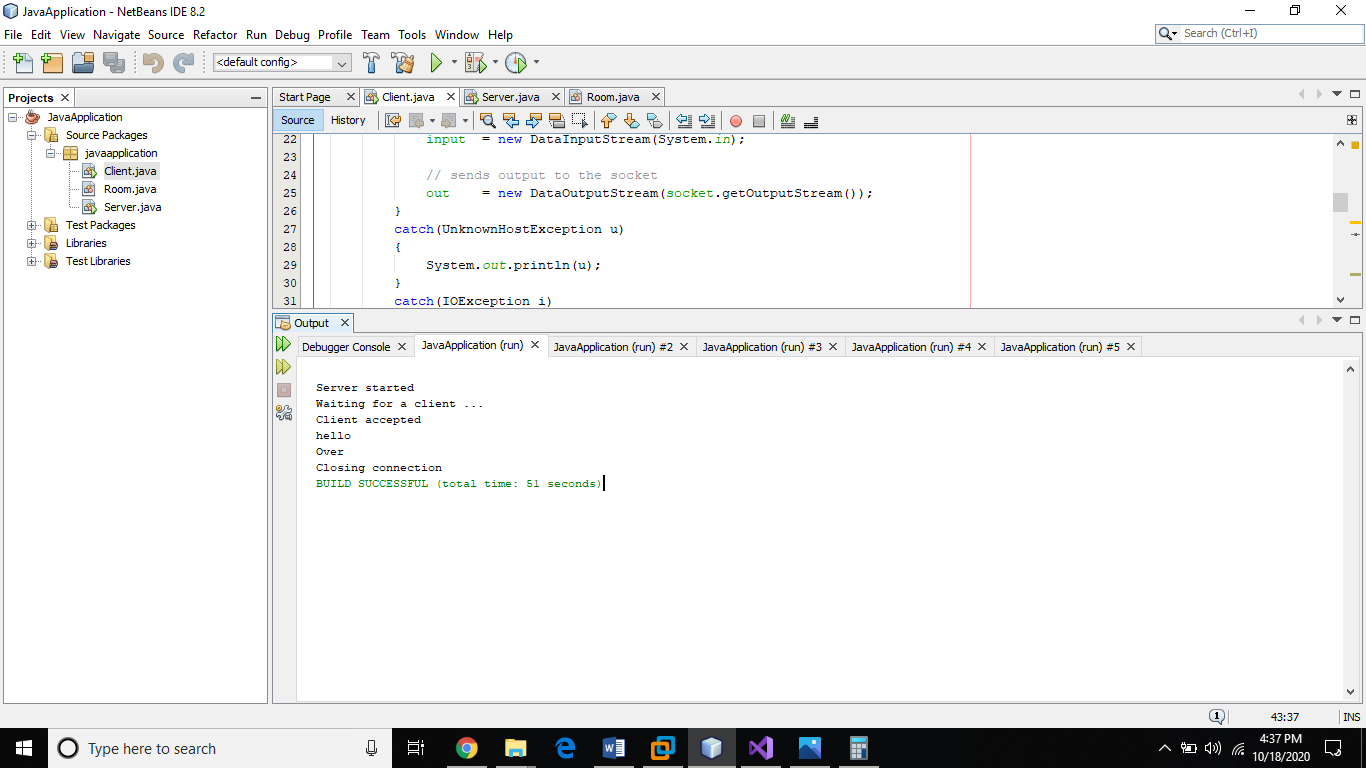 JavaApplication - NetBeans IDE 8.2
File Edit View Navigate Source Refactor Run Debug Profile Team Tools Window Help
Search (Ctrl+I)
<default config>
Projects
JavaApplication
Source Packages
javaapplication
Client.java
Room.java
Server.java
Test Packages
Libraries
Test Libraries
Start Page Client.java Server.java Room.java
Source History
22 input = new DataInputStream(System.in);
23
24 // sends output to the socket
25 out = new DataOutputStream(socket.getOutputStream());
26 }
27 catch(UnknownHostException u)
28 {
29 System.out.println(u);
30 }
31 catch(IOException i)
Output
Debugger Console JavaApplication (run) JavaApplication (run) #2 JavaApplication (run) #3 JavaApplication (run) #4 JavaApplication (run) #5
Server started
Waiting for a client ...
Client accepted
hello
Over
Closing connection
BUILD SUCCESSFUL (total time: 51 seconds)
1 43:37 INS
Type here to search
4:37 PM
10/18/2020